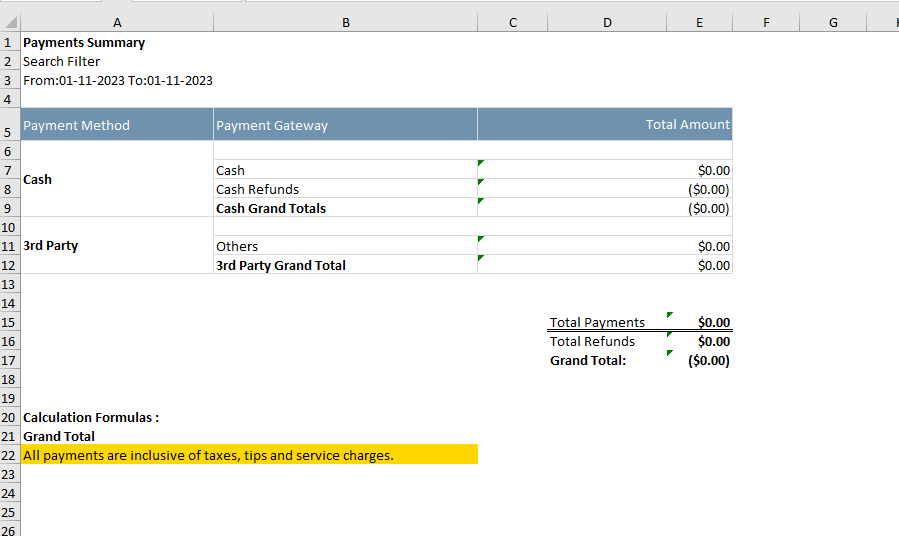 A B C D E F G H
1 Payments Summary
2 Search Filter
3 From:01-11-2023 To:01-11-2023
4
5 Payment Method Payment Gateway Total Amount
6
7 Cash $0.00
Cash
8 Cash Refunds ($0.00)
9 Cash Grand Totals ($0.00)
10
11 3rd Party Others $0.00
12 3rd Party Grand Total $0.00
13
14
15 Total Payments $0.00
16 Total Refunds $0.00
17 Grand Total: ($0.00)
18
19
20 Calculation Formulas :
21 Grand Total
22 All payments are inclusive of taxes, tips and service charges.
23
24
25
26